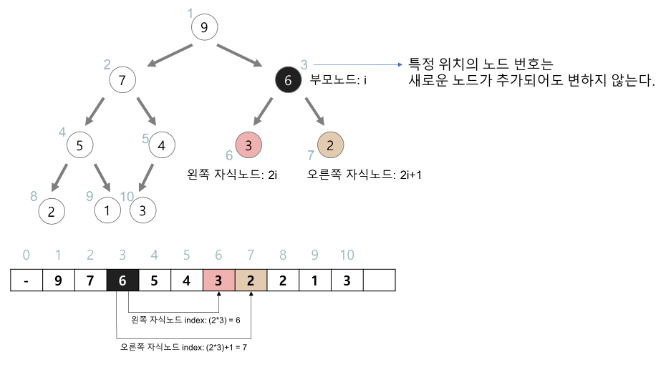 1
9
2
7
3
6
부모노드: i
특정 위치의 노드 번호는
새로운 노드가 추가되어도 변하지 않는다.
4
5
5
4
3
6
2
7
왼쪽 자식노드: 2i
오른쪽 자식노드: 2i+1
8
2
9
1
10
3
0 1 2 3 4 5 6 7 8 9 10
- 9 7 6 5 4 3 2 2 1 3
왼쪽 자식노드 index: (2*3) = 6
오른쪽 자식노드 index: (2*3)+1 = 7